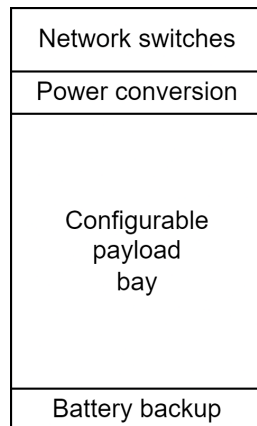 Network switches
Power conversion
Configurable
payload
bay
Battery backup